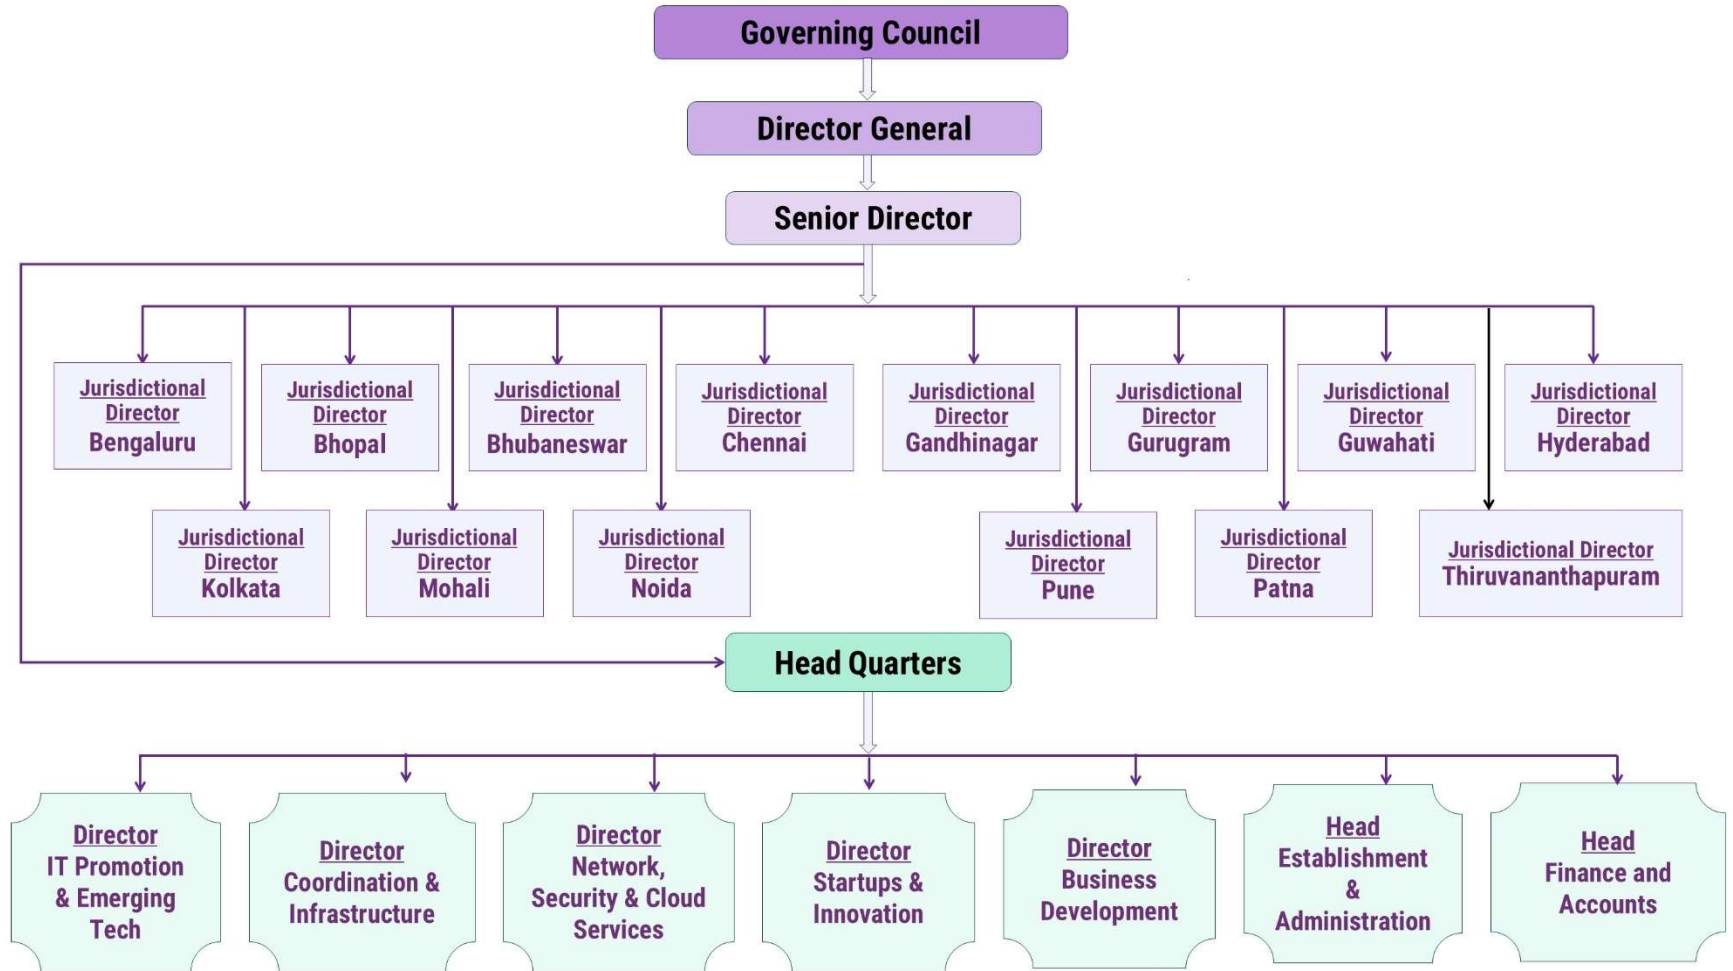 Governing Council
Director General
Senior Director
Jurisdictional
Director
Bengaluru
Jurisdictional
Director
Bhopal
Jurisdictional
Director
Bhubaneswar
Jurisdictional
Director
Chennai
Jurisdictional
Director
Gandhinagar
Jurisdictional
Director
Gurugram
Jurisdictional
Director
Guwahati
Jurisdictional
Director
Hyderabad
Jurisdictional
Director
Kolkata
Jurisdictional
Director
Mohali
Jurisdictional
Director
Noida
Jurisdictional
Director
Pune
Jurisdictional
Director
Patna
Jurisdictional Director
Thiruvananthapuram
Head Quarters
Director
IT Promotion
& Emerging
Tech
Director
Coordination &
Infrastructure
Director
Network,
Security & Cloud
Services
Director
Startups &
Innovation
Director
Business
Development
Head
Establishment
&
Administration
Head
Finance and
Accounts